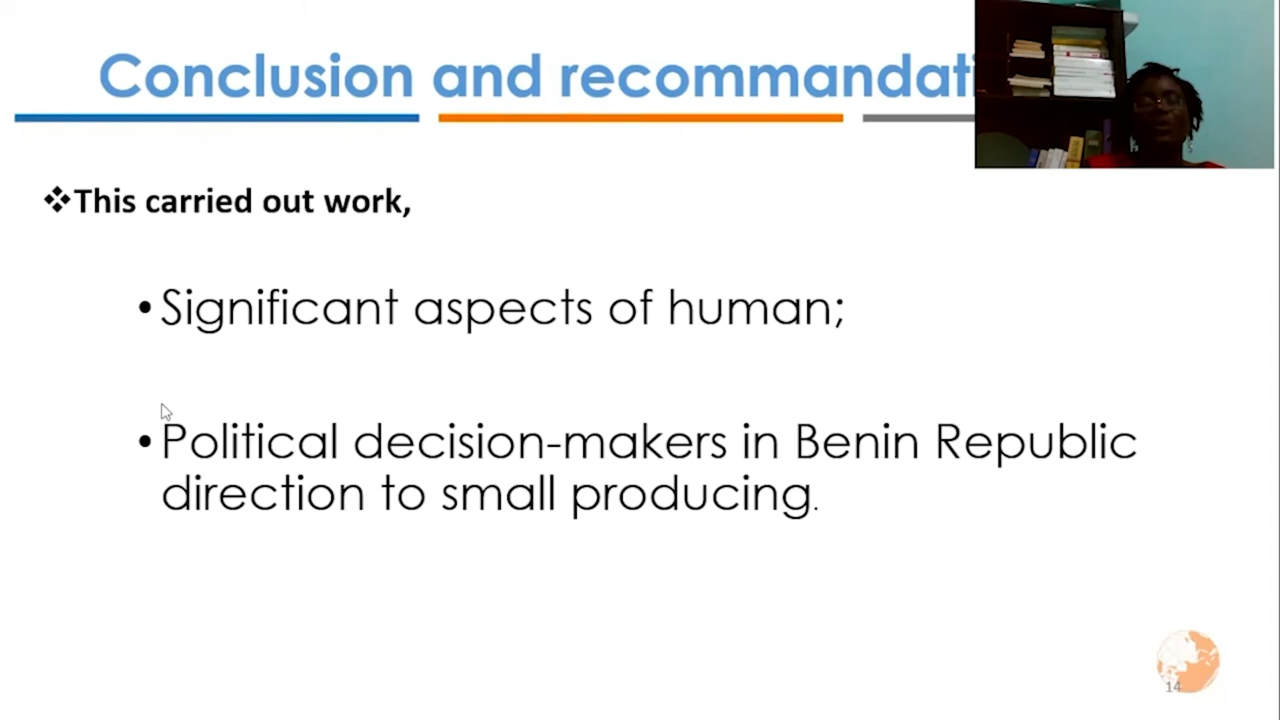 Conclusion and recommandati
❖This carried out work,
•Significant aspects of human;
•Political decision-makers in Benin Republic
direction to small producing.
14